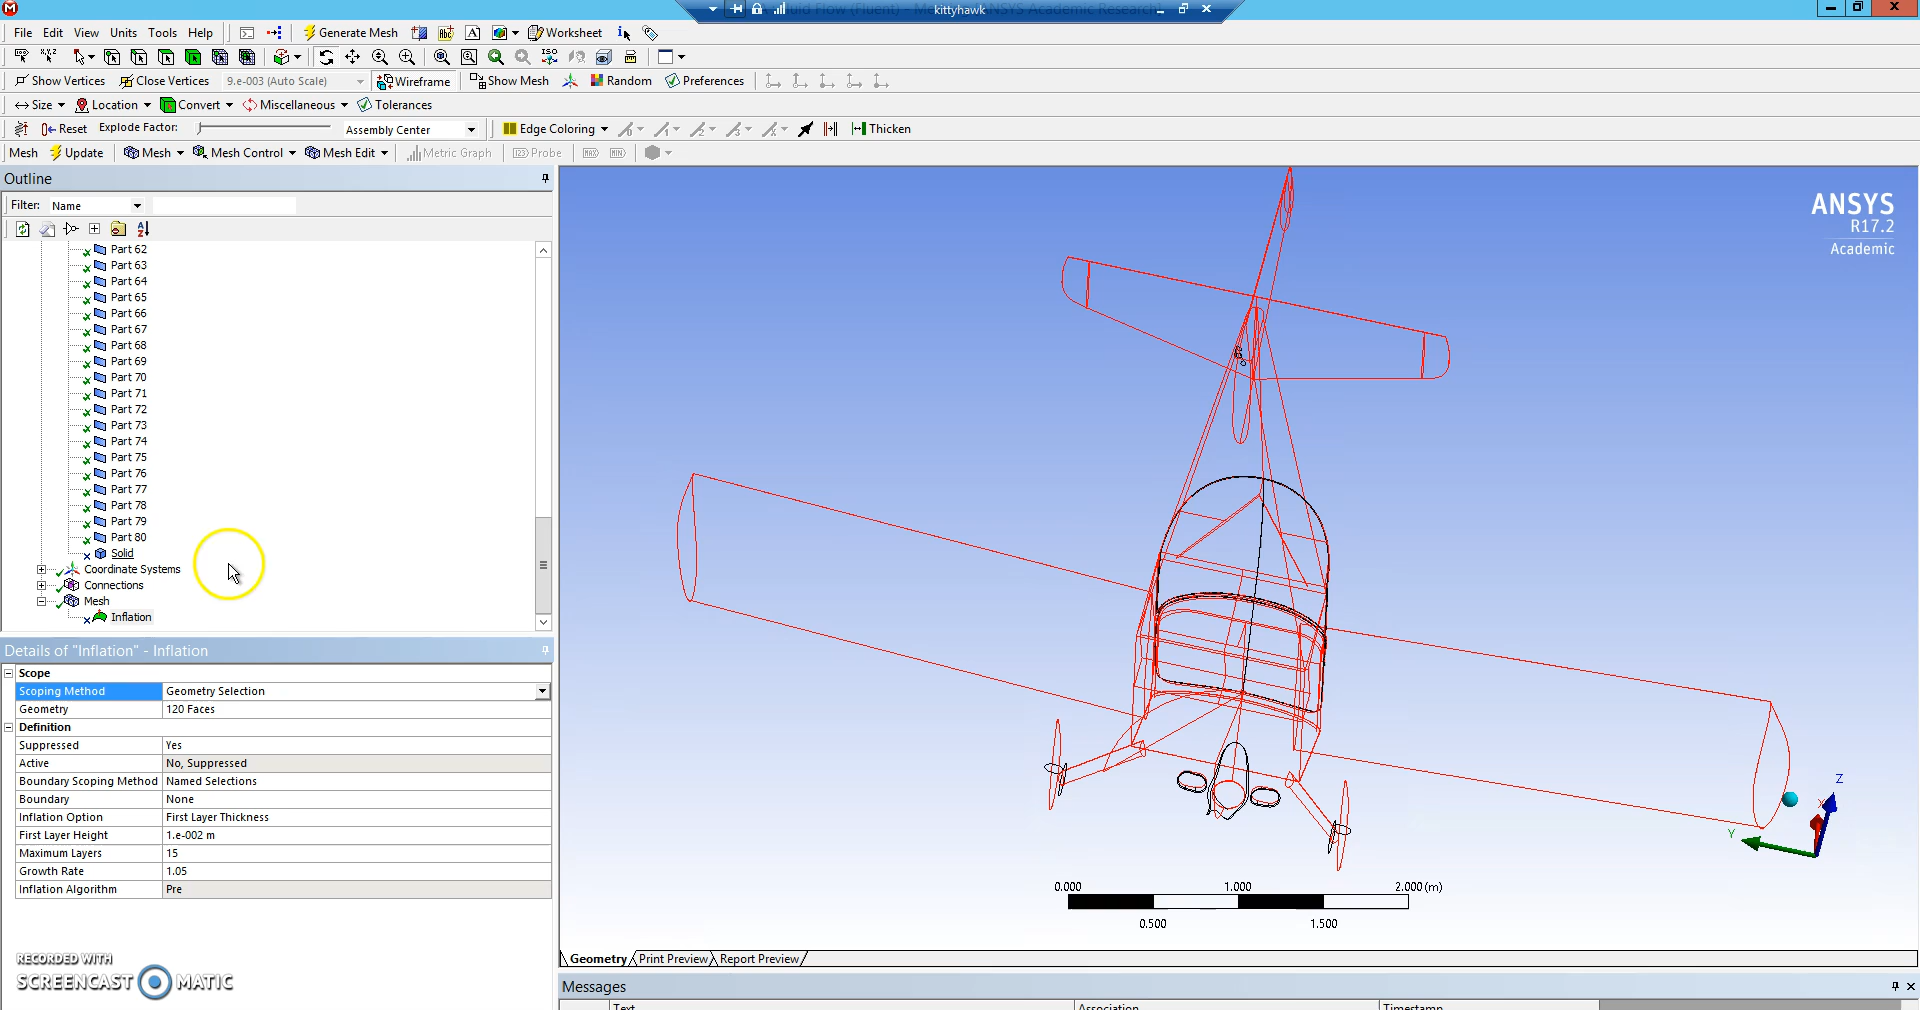 kittyhawk
File Edit View Units Tools Help Generate Mesh Worksheet
Show Vertices Close Vertices 9.e-003 (Auto Scale) Wireframe Show Mesh Random Preferences
Size Location Convert Miscellaneous Tolerances
Reset Explode Factor: Assembly Center Edge Coloring Thicken
Mesh Update Mesh Mesh Control Mesh Edit Metric Graph Probe
Outline
Filter: Name
Part 62
Part 63
Part 64
Part 65
Part 66
Part 67
Part 68
Part 69
Part 70
Part 71
Part 72
Part 73
Part 74
Part 75
Part 76
Part 77
Part 78
Part 79
Part 80
Solid
Coordinate Systems
Connections
Mesh
Inflation
Details of "Inflation" - Inflation
Scope
Scoping Method Geometry Selection
Geometry 120 Faces
Definition
Suppressed Yes
Active No, Suppressed
Boundary Scoping Method Named Selections
Boundary None
Inflation Option First Layer Thickness
First Layer Height 1.e-002 m
Maximum Layers 15
Growth Rate 1.05
Inflation Algorithm Pre
RECORDED WITH
SCREENCAST MATIC
ANSYS
R17.2
Academic
Z
Y
X
0.000 1.000 2.000 (m)
0.500 1.500
Geometry Print Preview Report Preview
Messages
Text Association Timestamp